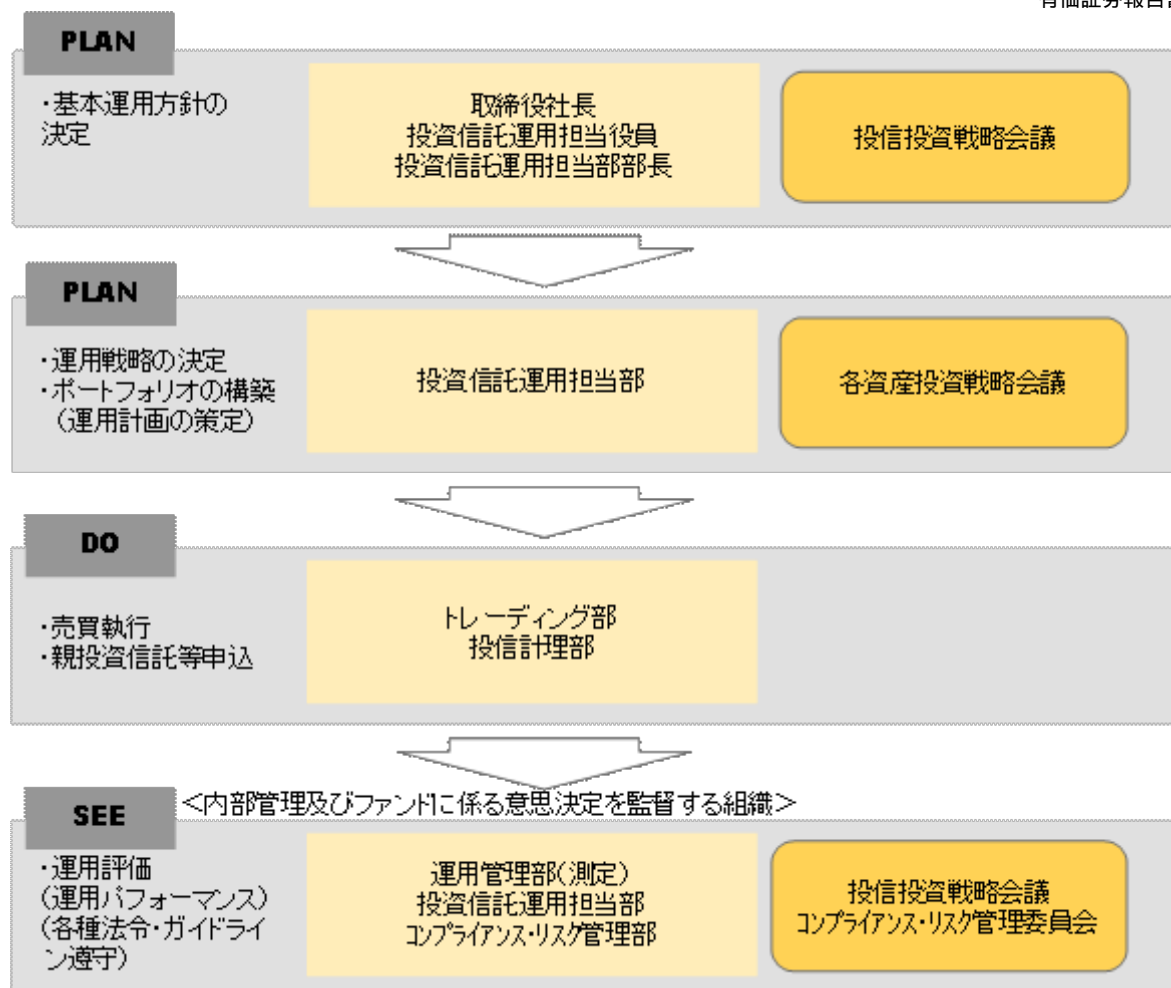 PLAN
・基本運用方針の
決定
取締役社長
投資信託運用担当役員
投資信託運用担当部部長
投信投資戦略会議
PLAN
・運用戦略の決定
・ポートフォリオの構築
(運用計画の策定)
投資信託運用担当部
各資産投資戦略会議
DO
・売買執行
・親投資信託等申込
トレーディング部
投信計理部
SEE
＜内部管理及びファンドに係る意思決定を監督する組織＞
・運用評価
(運用パフォーマンス)
(各種法令・ガイドライ
ン遵守)
運用管理部(測定)
投資信託運用担当部
コンプライアンス・リスク管理部
投信投資戦略会議
コンプライアンス・リスク管理委員会